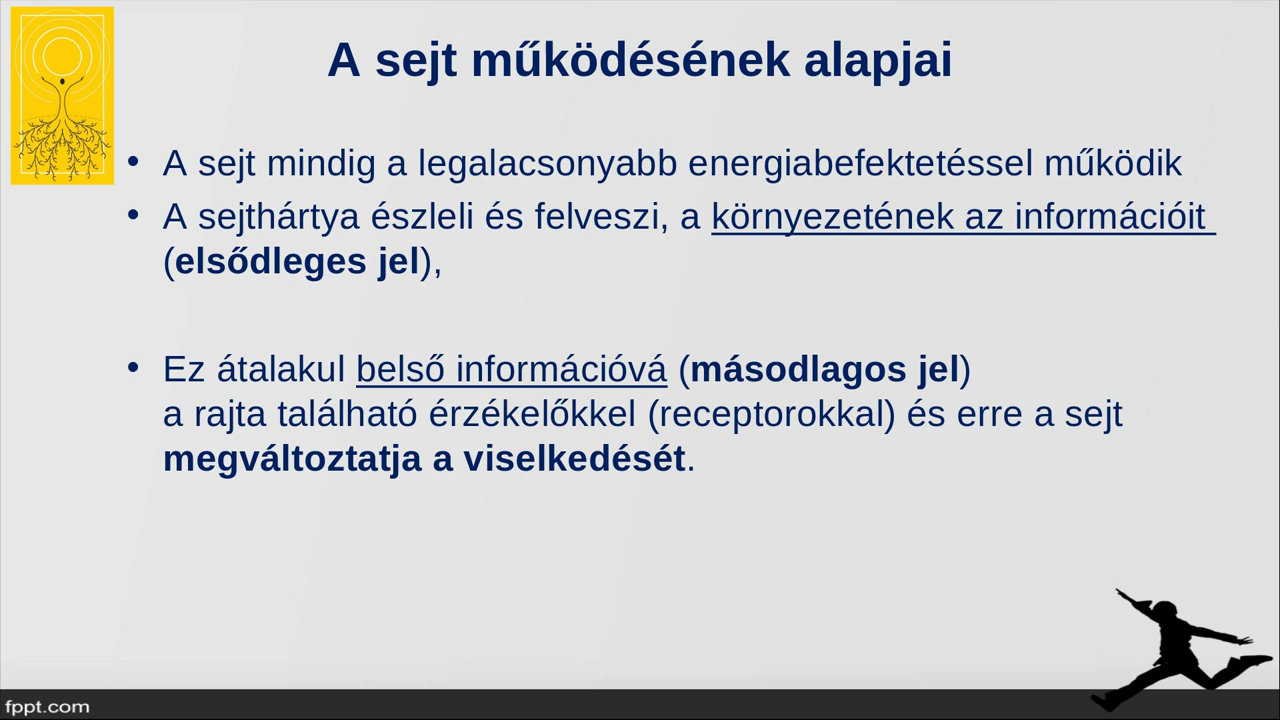 A sejt működésének alapjai
• A sejt mindig a legalacsonyabb energiabefektetéssel működik
• A sejthártya észleli és felveszi, a környezetének az információit
(elsődleges jel),
• Ez átalakul belső információvá (másodlagos jel)
a rajta található érzékelőkkel (receptorokkal) és erre a sejt
megváltoztatja a viselkedését.
fppt.com